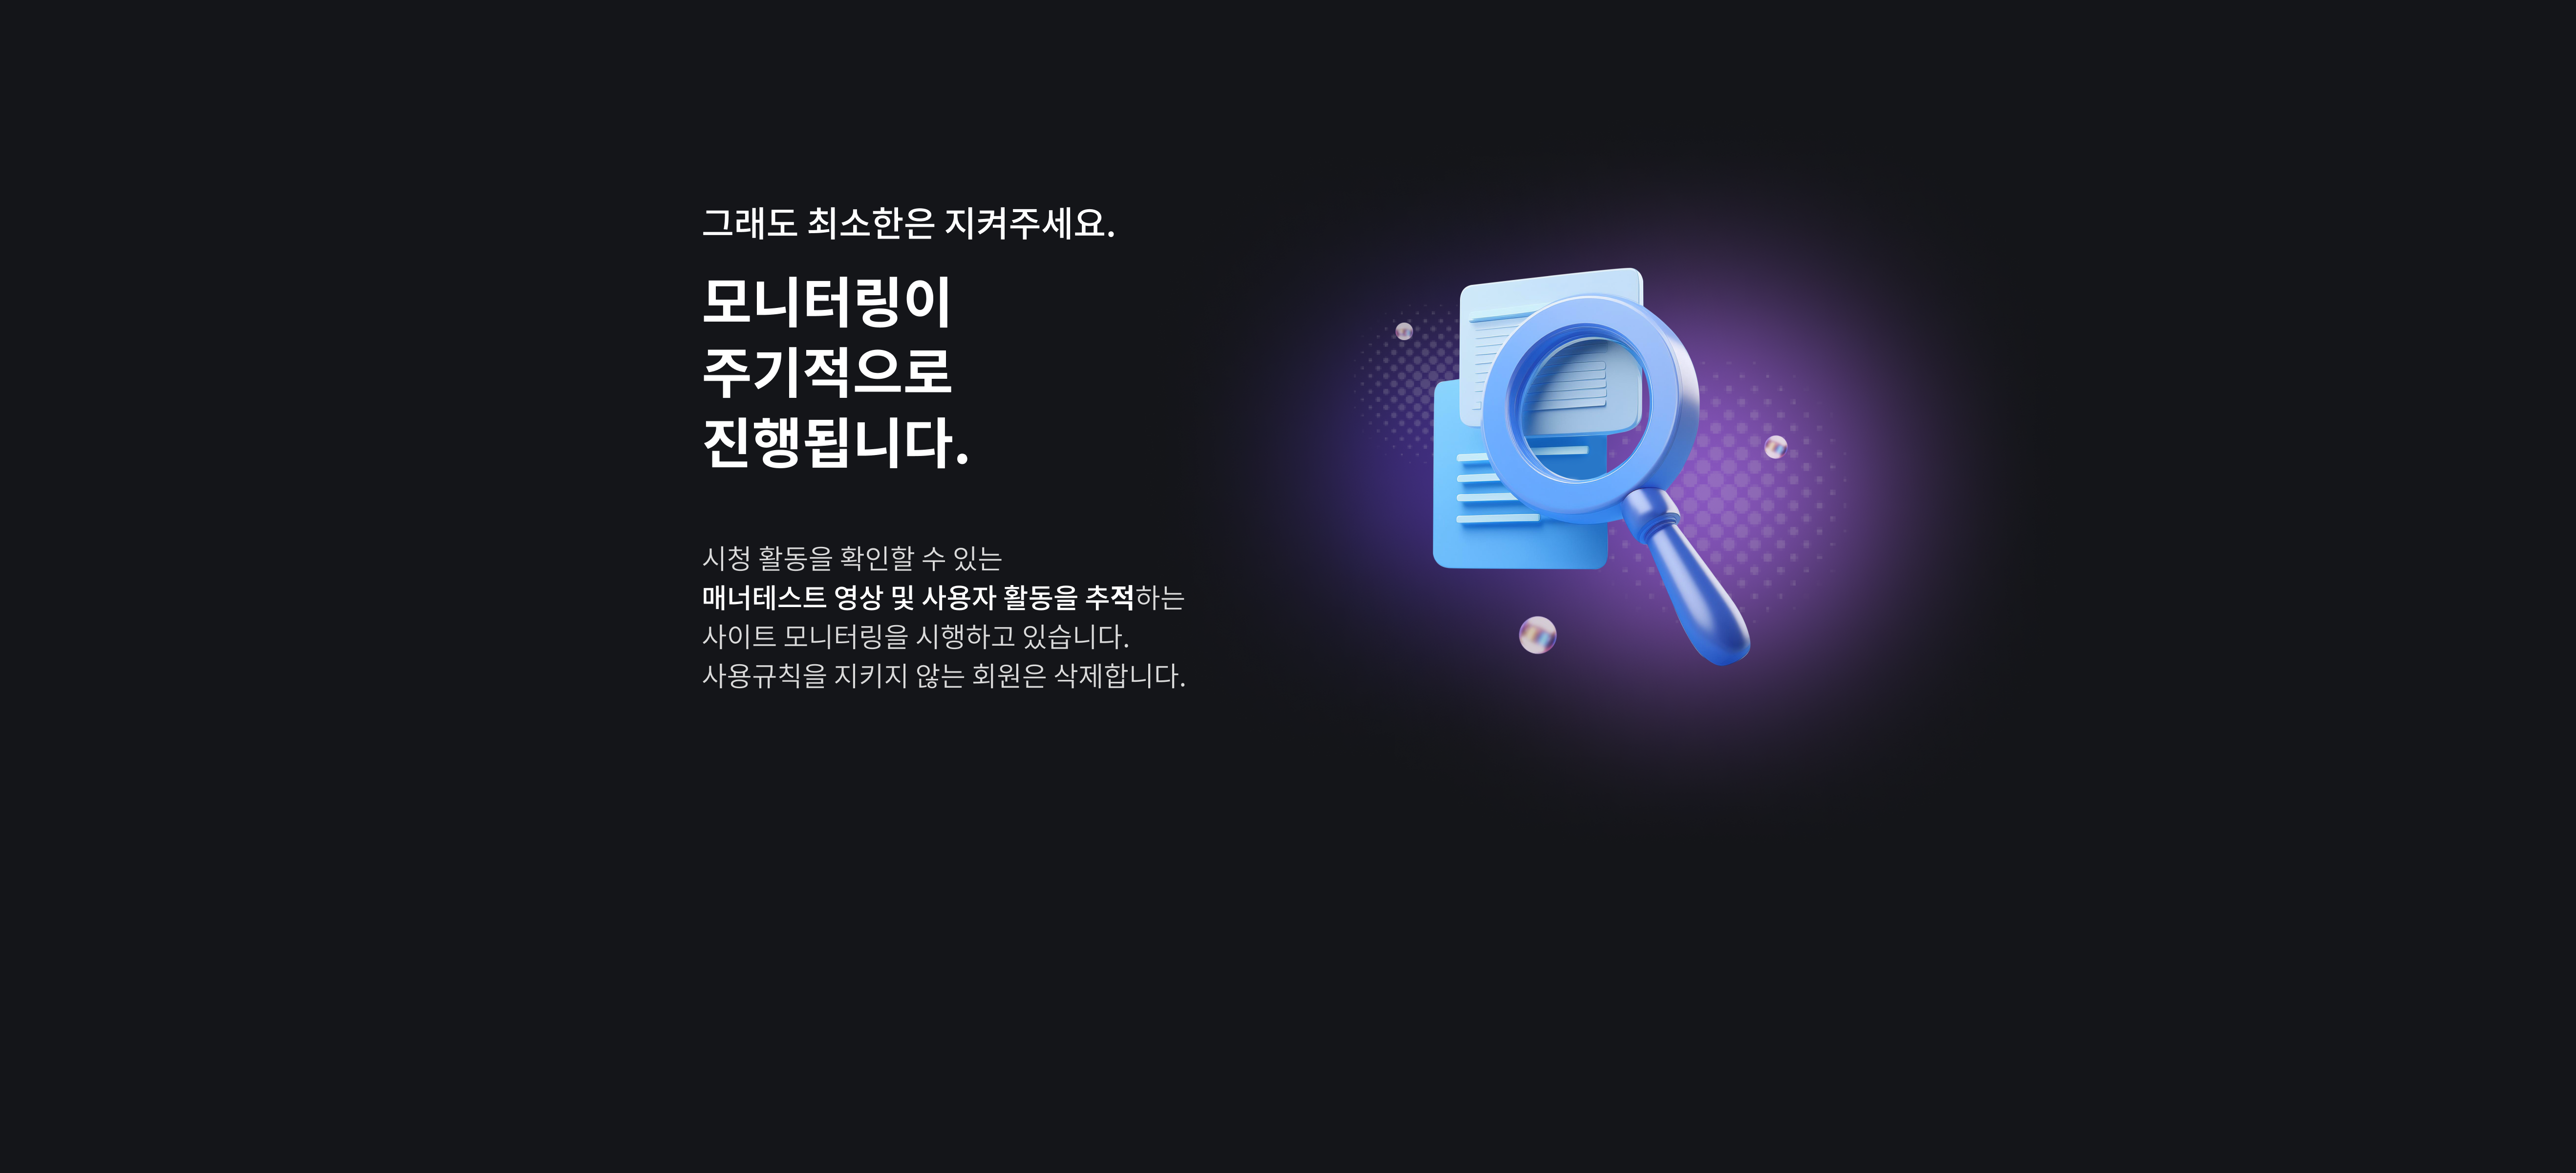 그래도 최소한은 지켜주세요.
모니터링이
주기적으로
진행됩니다.
시청 활동을 확인할 수 있는
매너테스트 영상 및 사용자 활동을 추적하는
사이트 모니터링을 시행하고 있습니다.
사용규칙을 지키지 않는 회원은 삭제합니다.